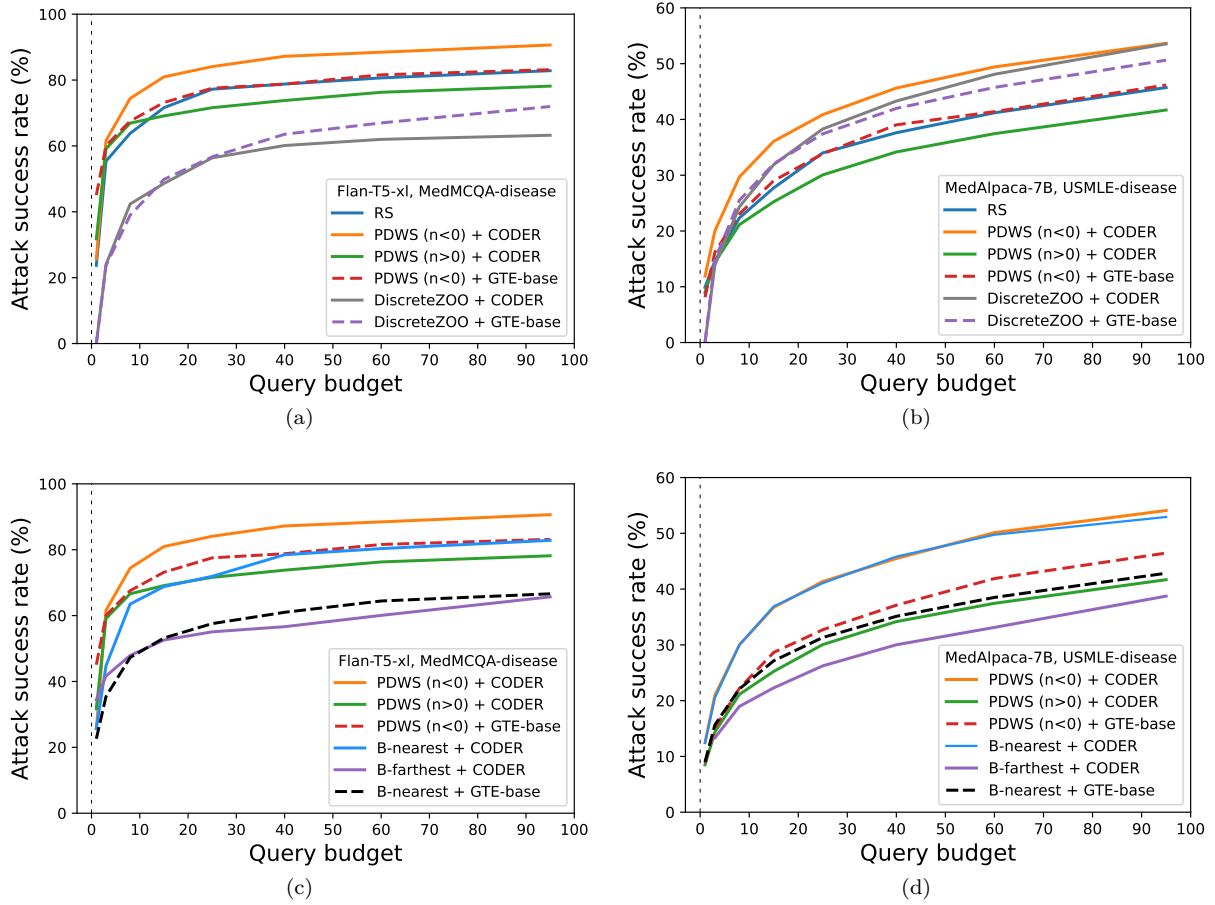 Attack success rate (%)
100
80
60
40
20
0
Flan-T5-xl, MedMCQA-disease
RS
PDWS (n<0) + CODER
PDWS (n>0) + CODER
PDWS (n<0) + GTE-base
DiscreteZOO + CODER
DiscreteZOO + GTE-base
0 10 20 30 40 50 60 70 80 90 100
Query budget
(a)
Attack success rate (%)
60
50
40
30
20
10
0
MedAlpaca-7B, USMLE-disease
RS
PDWS (n<0) + CODER
PDWS (n>0) + CODER
PDWS (n<0) + GTE-base
DiscreteZOO + CODER
DiscreteZOO + GTE-base
0 10 20 30 40 50 60 70 80 90 100
Query budget
(b)
Attack success rate (%)
100
80
60
40
20
0
Flan-T5-xl, MedMCQA-disease
PDWS (n<0) + CODER
PDWS (n>0) + CODER
PDWS (n<0) + GTE-base
B-nearest + CODER
B-farthest + CODER
B-nearest + GTE-base
0 10 20 30 40 50 60 70 80 90 100
Query budget
(c)
Attack success rate (%)
60
50
40
30
20
10
0
MedAlpaca-7B, USMLE-disease
PDWS (n<0) + CODER
PDWS (n>0) + CODER
PDWS (n<0) + GTE-base
B-nearest + CODER
B-farthest + CODER
B-nearest + GTE-base
0 10 20 30 40 50 60 70 80 90 100
Query budget
(d)